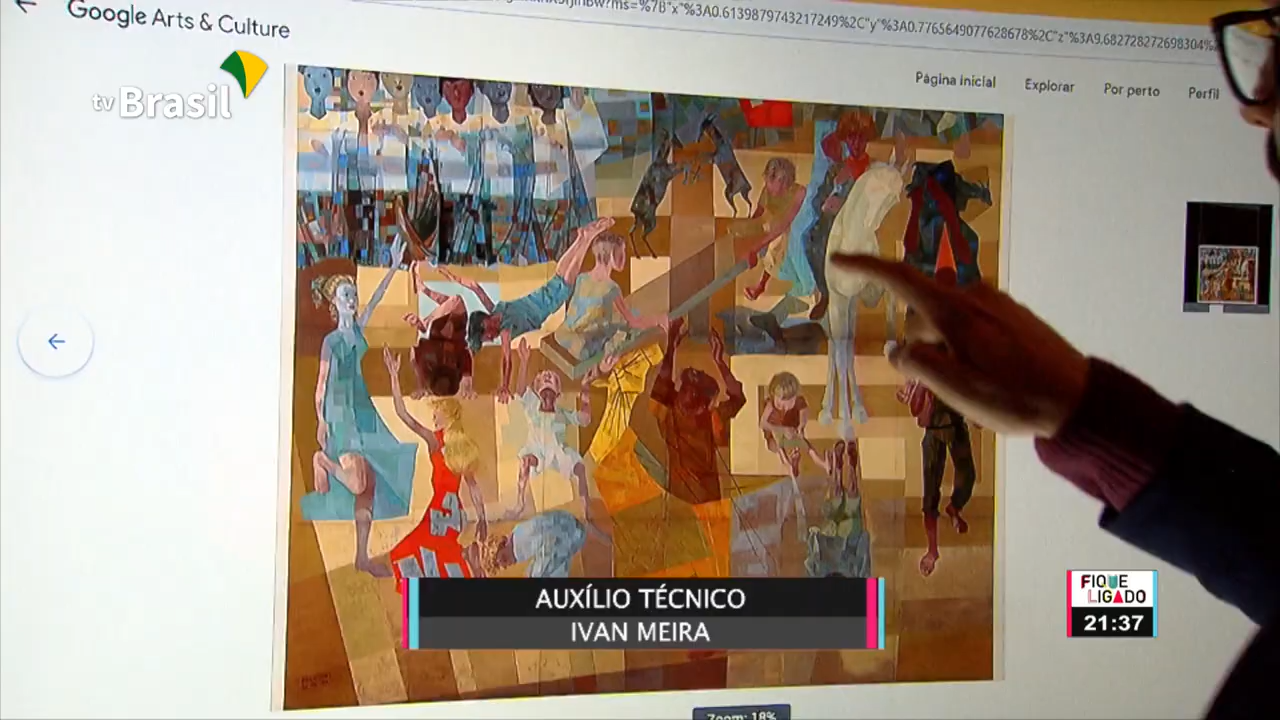 Google Arts & Culture
tv Brasil
Página inicial
Explorar
Por perto
Perfil
AUXÍLIO TÉCNICO
IVAN MEIRA
FIQUE
LIGADO
21:37
Zoom: 18%